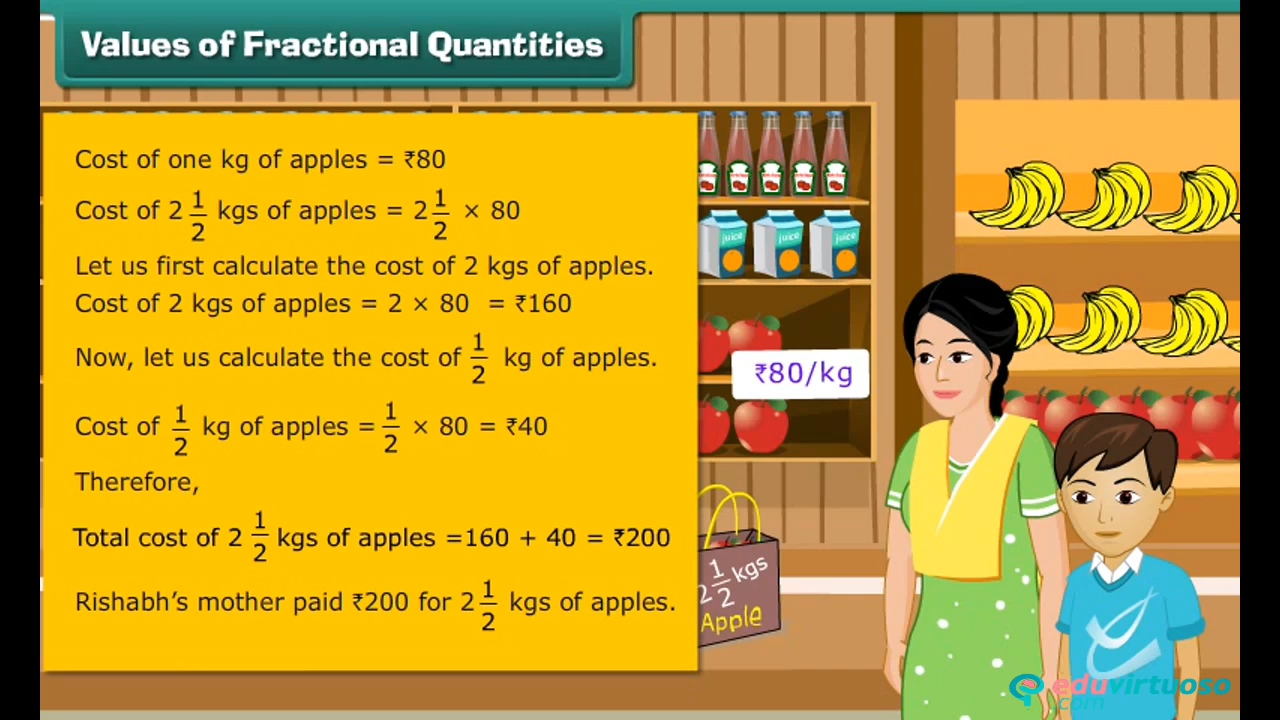 Values of Fractional Quantities
Cost of one kg of apples = ₹80
Cost of 2 1/2 kgs of apples = 2 1/2 × 80
Let us first calculate the cost of 2 kgs of apples.
Cost of 2 kgs of apples = 2 × 80 = ₹160
Now, let us calculate the cost of 1/2 kg of apples.
Cost of 1/2 kg of apples = 1/2 × 80 = ₹40
Therefore,
Total cost of 2 1/2 kgs of apples =160 + 40 = ₹200
Rishabh's mother paid ₹200 for 2 1/2 kgs of apples.
juice juice juice
₹80/kg
2 1/2 kgs
Apple
eduvirtuoso
.com